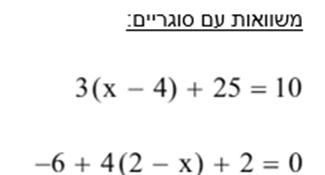 משוואות עם סוגריים:
3(x − 4) + 25 = 10
–6 + 4(2 − x) + 2 = 0